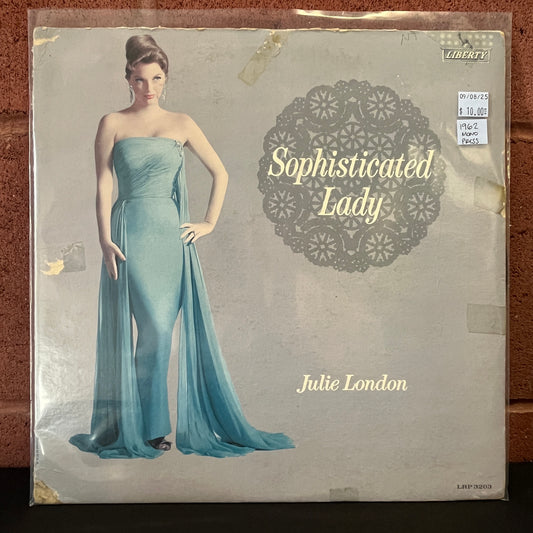 LIBERTY
09/08/25
$ 10.00
1962
MONO
PRESS
Sophisticated
Lady
Julie London
LRP 3203